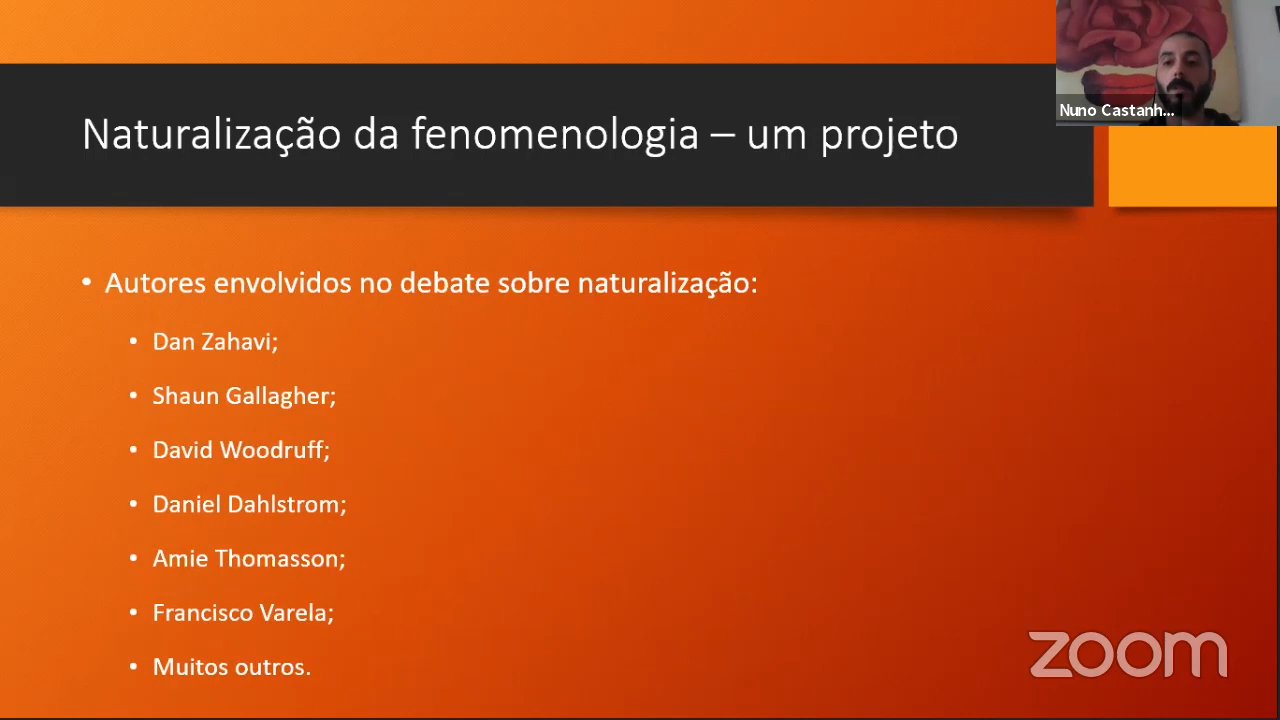 Naturalização da fenomenologia – um projeto
Nuno Castanh...
• Autores envolvidos no debate sobre naturalização:
• Dan Zahavi;
• Shaun Gallagher;
• David Woodruff;
• Daniel Dahlstrom;
• Amie Thomasson;
• Francisco Varela;
• Muitos outros.
zoom